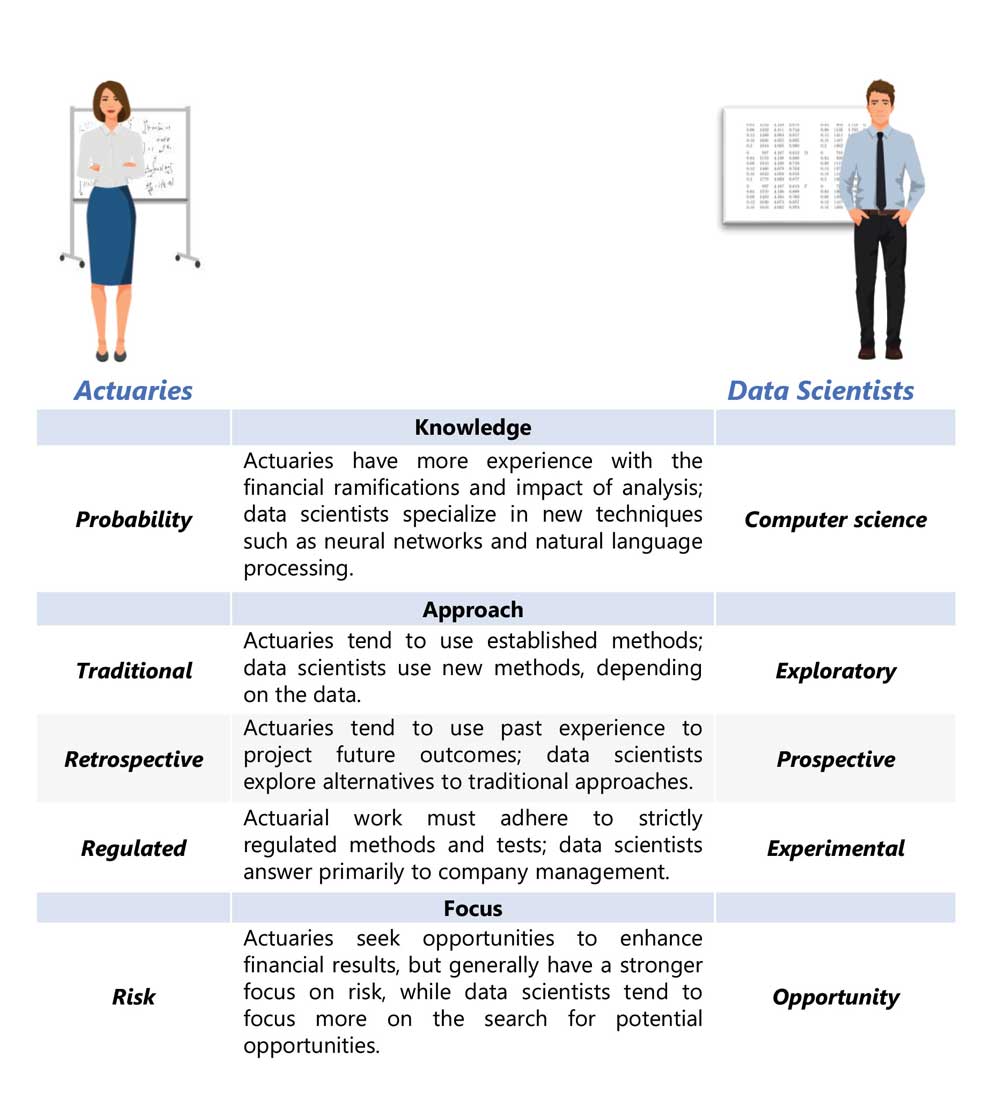 Actuaries
Data Scientists
Knowledge
Probability
Actuaries have more experience with the
financial ramifications and impact of analysis;
data scientists specialize in new techniques
such as neural networks and natural language
processing.
Computer science
Approach
Traditional
Actuaries tend to use established methods;
data scientists use new methods, depending
on the data.
Exploratory
Retrospective
Actuaries tend to use past experience to
project future outcomes; data scientists
explore alternatives to traditional approaches.
Prospective
Regulated
Actuarial work must adhere to strictly
regulated methods and tests; data scientists
answer primarily to company management.
Experimental
Focus
Risk
Actuaries seek opportunities to enhance
financial results, but generally have a stronger
focus on risk, while data scientists tend to
focus more on the search for potential
opportunities.
Opportunity